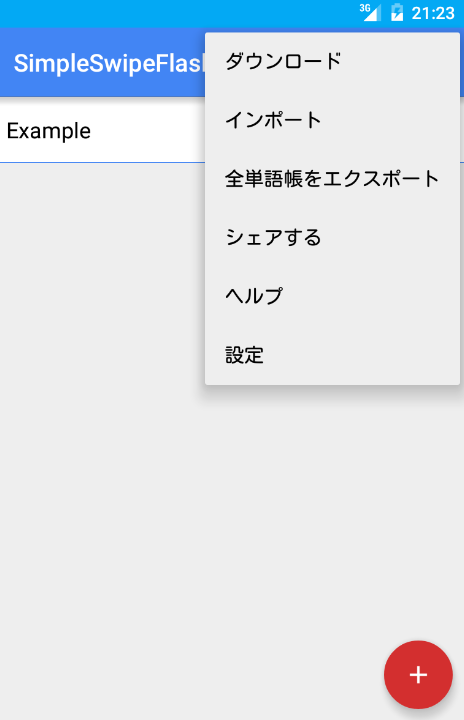 3G 21:23
SimpleSwipeFlas
ダウンロード
Example
インポート
全単語帳をエクスポート
シェアする
ヘルプ
設定
+